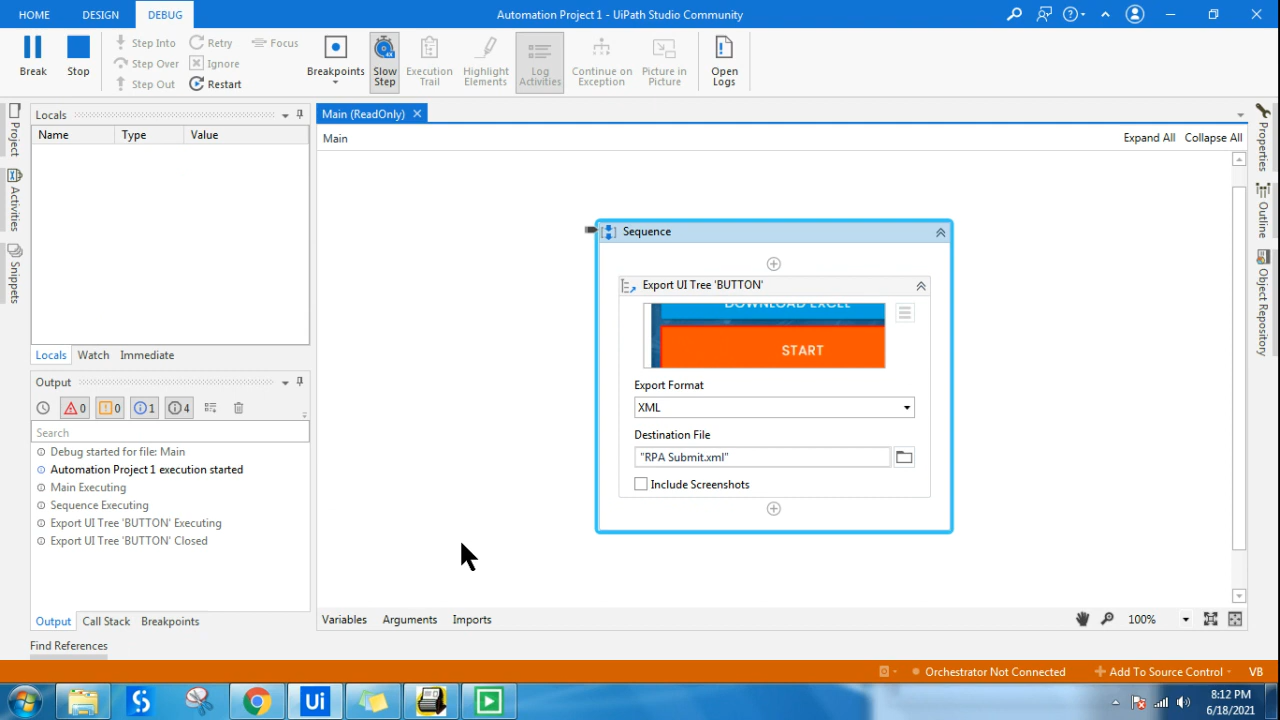 HOME DESIGN DEBUG Automation Project 1 - UiPath Studio Community
Break
Stop
Step Into
Step Over
Step Out
Retry
Ignore
Restart
Focus
Breakpoints
Slow
Step
Execution
Trail
Highlight
Elements
Log
Activities
Continue on
Exception
Picture in
Picture
Open
Logs
Project
Activities
Snippets
Locals
Name Type Value
Locals Watch Immediate
Output
0 0 1 4
Search
Debug started for file: Main
Automation Project 1 execution started
Main Executing
Sequence Executing
Export UI Tree 'BUTTON' Executing
Export UI Tree 'BUTTON' Closed
Output Call Stack Breakpoints
Find References
Main (ReadOnly)
Main Expand All Collapse All
Sequence
Export UI Tree 'BUTTON'
DOWNLOAD EXCEL
START
Export Format
XML
Destination File
"RPA Submit.xml"
Include Screenshots
Variables Arguments Imports 100%
Properties
Outline
Object Repository
Orchestrator Not Connected Add To Source Control VB
Ui
8:12 PM
6/18/2021